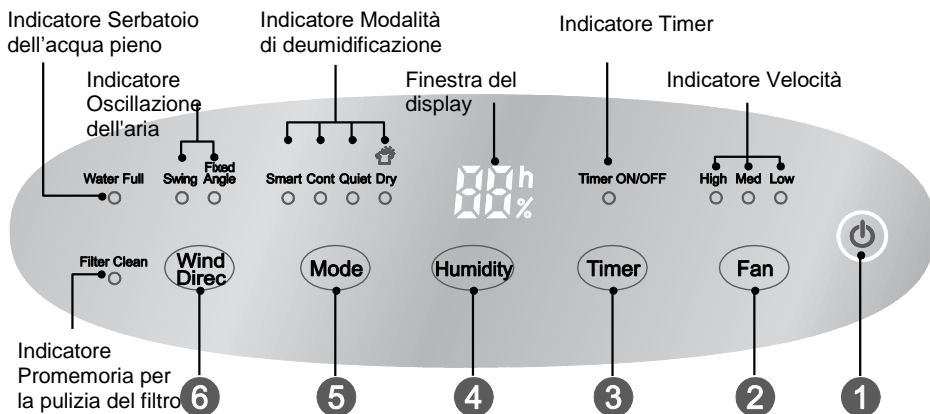 Indicatore Serbatoio
dell'acqua pieno
Indicatore Modalità
di deumidificazione
Indicatore Timer
Indicatore
Oscillazione
dell'aria
Finestra del
display
Indicatore Velocità
Water Full
Swing
Fixed
Angle
Smart Cont Quiet Dry
88h
%
Timer ON/OFF
High Med Low
Filter Clean
Wind
Direc
Mode
Humidity
Timer
Fan
Indicatore
Promemoria per
la pulizia del filtro
6 5 4 3 2 1